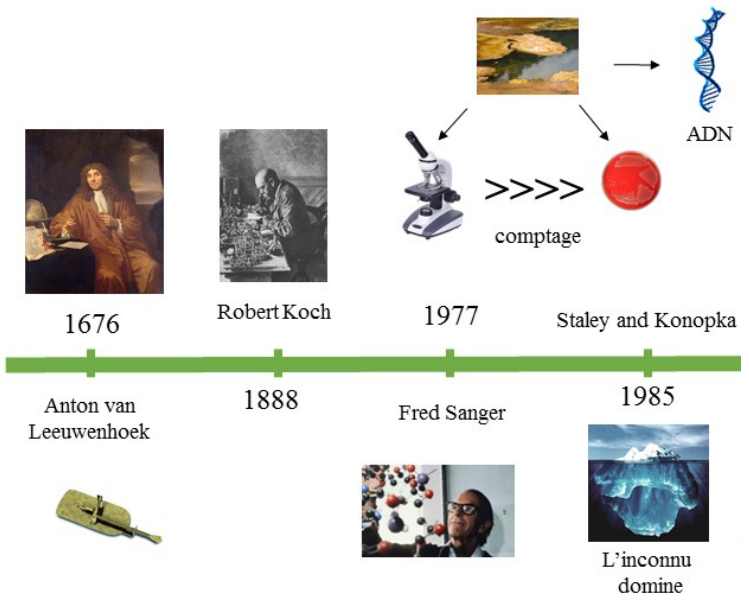 ADN
>>>>
comptage
1676
Robert Koch
1977
Staley and Konopka
Anton van
Leeuwenhoek
1888
Fred Sanger
1985
L'inconnu
domine